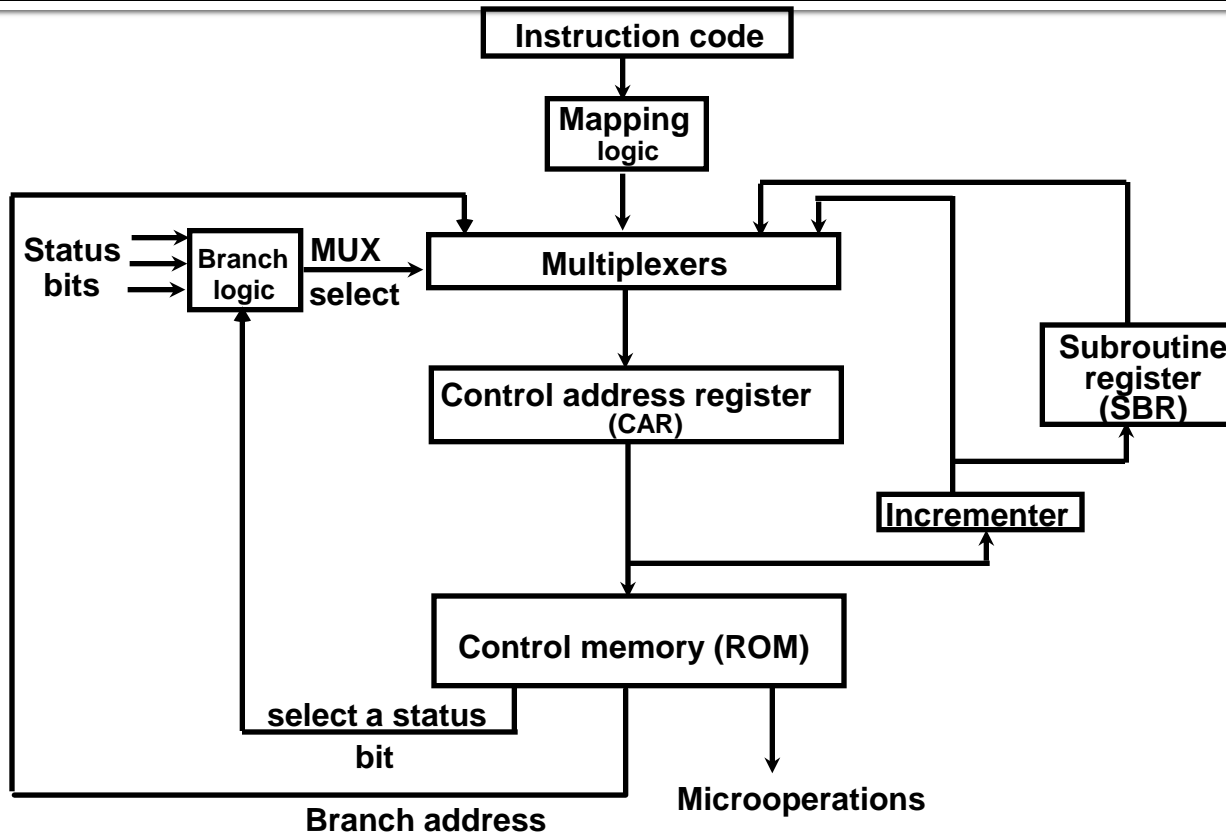 Instruction code
Mapping
logic
Status
bits
Branch
logic
MUX
select
Multiplexers
Subroutine
register
(SBR)
Control address register
(CAR)
Incrementer
Control memory (ROM)
select a status
bit
Microoperations
Branch address